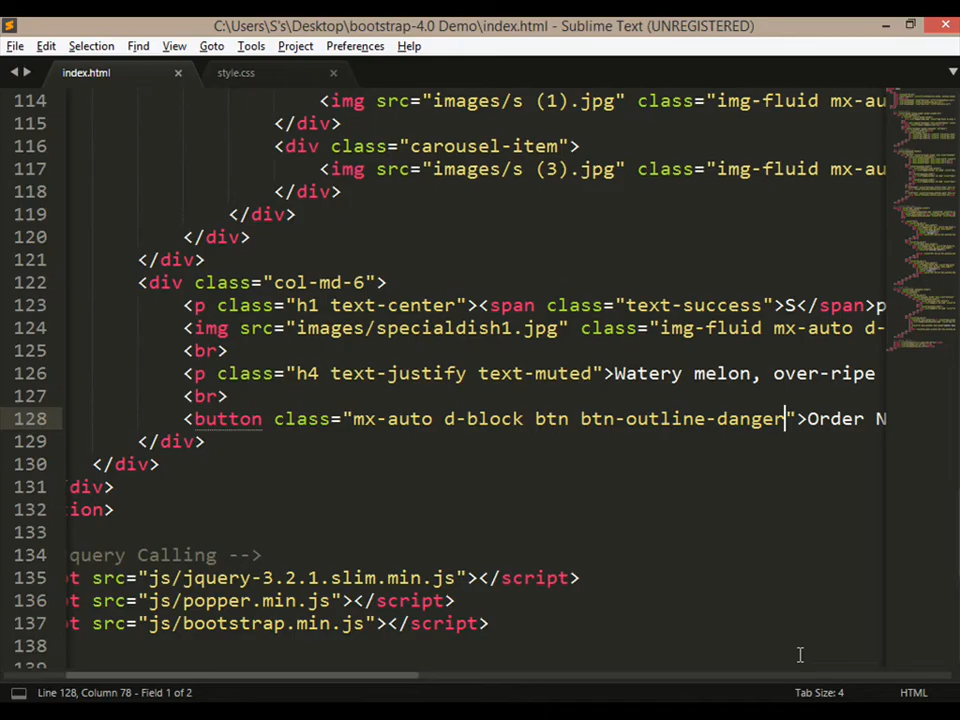 C:\Users\S's\Desktop\bootstrap-4.0 Demo\index.html - Sublime Text (UNREGISTERED)
File Edit Selection Find View Goto Tools Project Preferences Help
index.html style.css
114 <img src="images/s (1).jpg" class="img-fluid mx-au
115 </div>
116 <div class="carousel-item">
117 <img src="images/s (3).jpg" class="img-fluid mx-au
118 </div>
119 </div>
120 </div>
121 </div>
122 <div class="col-md-6">
123 <p class="h1 text-center"><span class="text-success">S</span>p
124 <img src="images/specialdish1.jpg" class="img-fluid mx-auto d-
125 <br>
126 <p class="h4 text-justify text-muted">Watery melon, over-ripe
127 <br>
128 <button class="mx-auto d-block btn btn-outline-danger">Order N
129 </div>
130 </div>
131 /div>
132 tion>
133
134 query Calling -->
135 pt src="js/jquery-3.2.1.slim.min.js"></script>
136 pt src="js/popper.min.js"></script>
137 pt src="js/bootstrap.min.js"></script>
138
139
Line 128, Column 78 - Field 1 of 2 Tab Size: 4 HTML